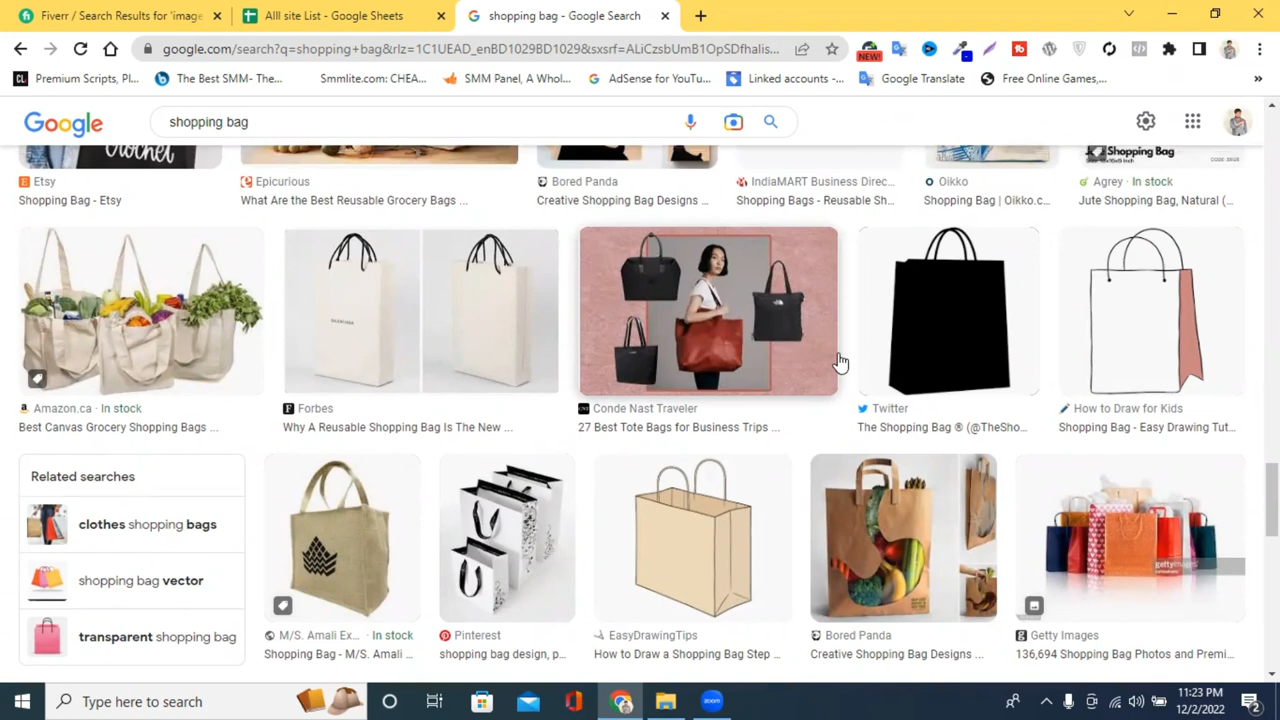 Fiverr / Search Results for 'image
Alll site List - Google Sheets
shopping bag - Google Search
google.com/search?q=shopping+bag&rlz=1C1UEAD_enBD1029BD1029&sxsrf=ALiCzsbUmB1OpSDfhalis...
NEW!
CL Premium Scripts, Pl...
The Best SMM- The...
Smmlite.com: CHEA...
SMM Panel, A Whol...
AdSense for YouTu...
Linked accounts -...
Google Translate
Free Online Games,...
»
Google
shopping bag
Crochet
Shopping Bag
Etsy
Epicurious
Bored Panda
IndiaMART Business Direc...
Oikko
Agrey · In stock
Shopping Bag - Etsy
What Are the Best Reusable Grocery Bags ...
Creative Shopping Bag Designs ...
Shopping Bags - Reusable Sh...
Shopping Bag | Oikko.c...
Jute Shopping Bag, Natural (...
BALENCIAGA
Amazon.ca · In stock
Forbes
Conde Nast Traveler
Twitter
How to Draw for Kids
Best Canvas Grocery Shopping Bags ...
Why A Reusable Shopping Bag Is The New ...
27 Best Tote Bags for Business Trips ...
The Shopping Bag ® (@TheSho...
Shopping Bag - Easy Drawing Tut...
Related searches
clothes shopping bags
shopping bag vector
transparent shopping bag
gettyimages
M/S. Amali Ex... · In stock
Pinterest
EasyDrawingTips
Bored Panda
Getty Images
Shopping Bag - M/S. Amali ...
shopping bag design, p...
How to Draw a Shopping Bag Step ...
Creative Shopping Bag Designs ...
136,694 Shopping Bag Photos and Premi...
Type here to search
zoom
11:23 PM
12/2/2022
2